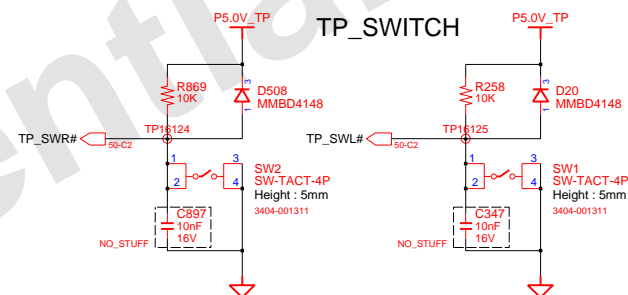 TP_SWITCH
P5.0V_TP
R869
10K
3
1
D508
MMBD4148
TP_SWR#
50-C2
TP16124
1
2
3
4
SW2
SW-TACT-4P
Height : 5mm
3404-001311
C897
10nF
16V
NO_STUFF
P5.0V_TP
R258
10K
3
1
D20
MMBD4148
TP_SWL#
50-C2
TP16125
1
2
3
4
SW1
SW-TACT-4P
Height : 5mm
3404-001311
C347
10nF
16V
NO_STUFF